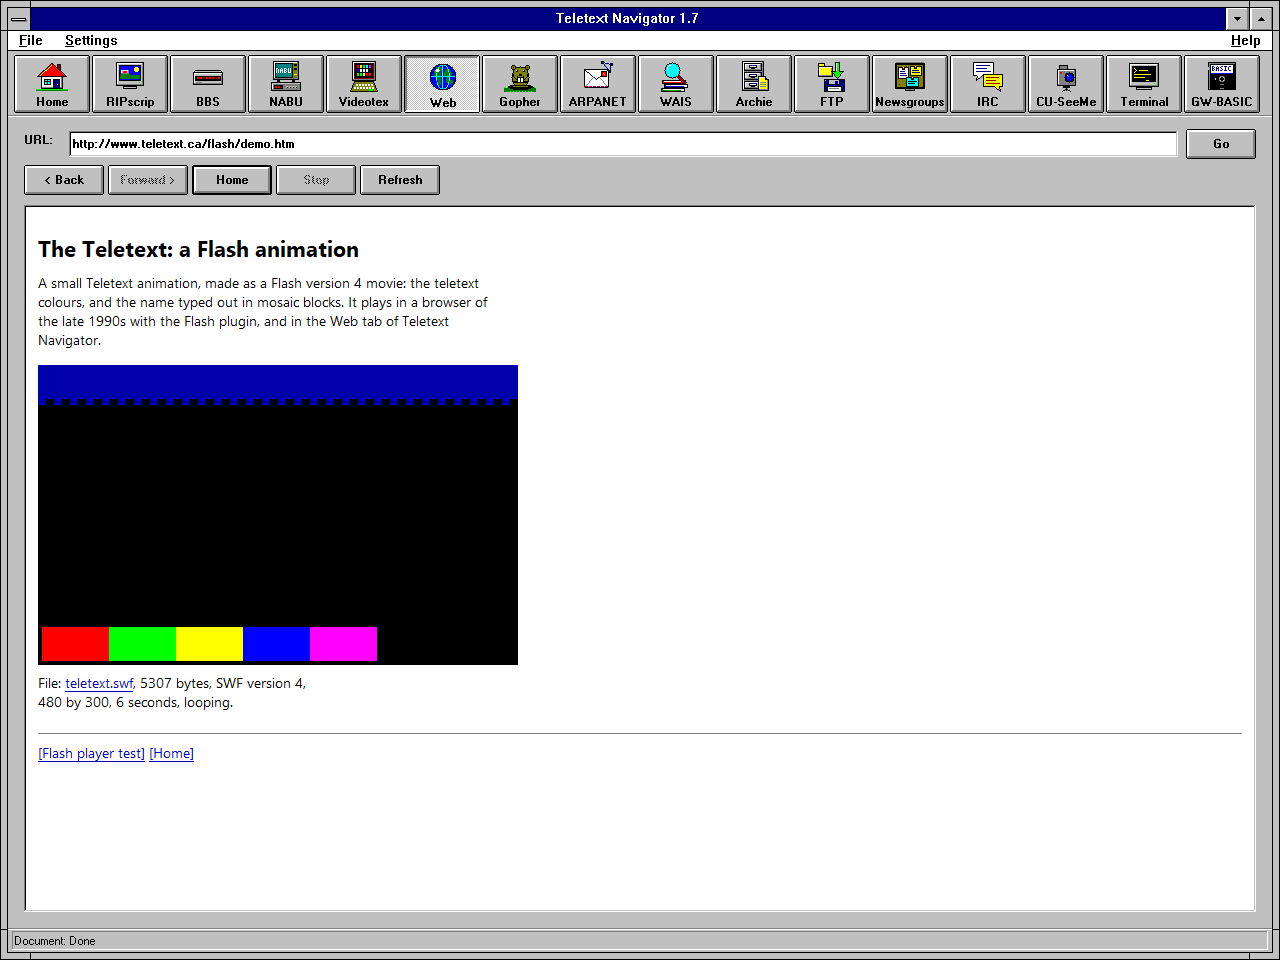 Teletext Navigator 1.7
File Settings Help
Home RIPscrip BBS NABU Videotex Web Gopher ARPANET WAIS Archie FTP Newsgroups IRC CU-SeeMe Terminal GW-BASIC
URL: http://www.teletext.ca/flash/demo.htm Go
< Back Forward > Home Stop Refresh
The Teletext: a Flash animation
A small Teletext animation, made as a Flash version 4 movie: the teletext
colours, and the name typed out in mosaic blocks. It plays in a browser of
the late 1990s with the Flash plugin, and in the Web tab of Teletext
Navigator.
File: teletext.swf, 5307 bytes, SWF version 4,
480 by 300, 6 seconds, looping.
[Flash player test] [Home]
Document: Done